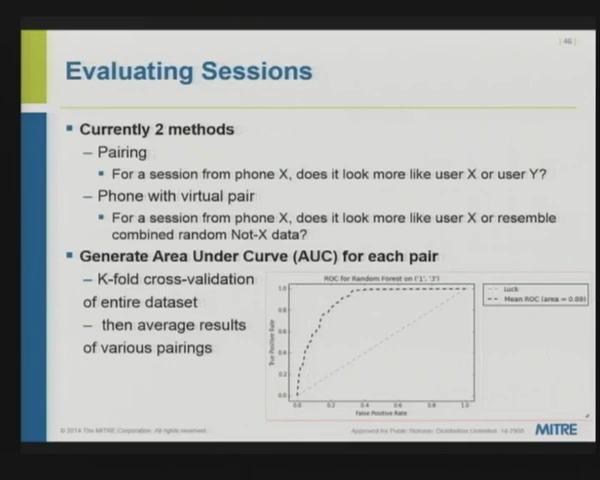 | 46 |
Evaluating Sessions
Currently 2 methods
– Pairing
For a session from phone X, does it look more like user X or user Y?
– Phone with virtual pair
For a session from phone X, does it look more like user X or resemble
combined random Not-X data?
Generate Area Under Curve (AUC) for each pair
– K-fold cross-validation
of entire dataset
– then average results
of various pairings
ROC for Random Forest on ('1', '3')
Luck
Mean ROC (area = 0.89)
True Positive Rate
1.0
0.8
0.6
0.4
0.2
0.0
0.0 0.2 0.4 0.6 0.8 1.0
False Positive Rate
© 2014 The MITRE Corporation. All rights reserved.
Approved for Public Release; Distribution Unlimited.
MITRE